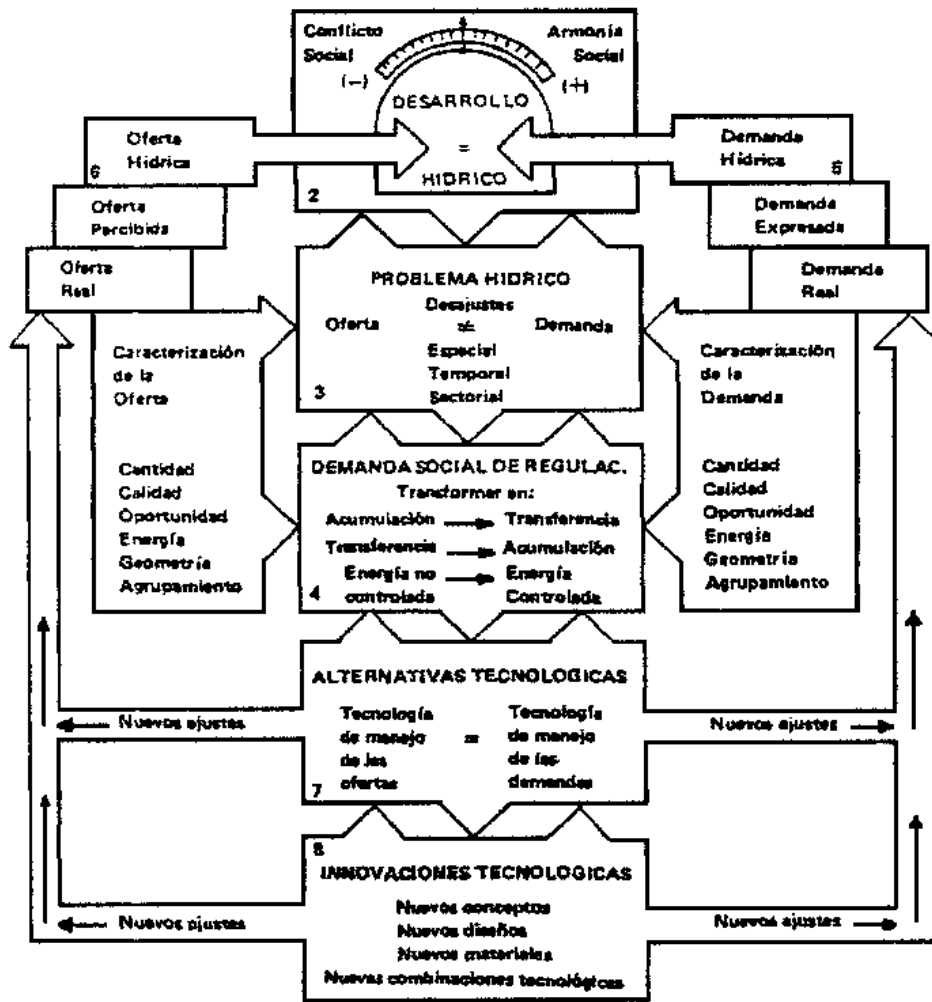 Conflicto
Social
(—)
Armonía
Social
(+)
DESARROLLO
=
HIDRICO
2
Oferta
Hídrica
6
Oferta
Percibida
Oferta
Real
Demanda
Hídrica
5
Demanda
Expresada
Demanda
Real
PROBLEMA HIDRICO
Desajustes
Oferta ≠ Demanda
Especial
Temporal
Sectorial
3
Caracterización
de la
Oferta
Cantidad
Calidad
Oportunidad
Energía
Geometría
Agrupamiento
Caracterización
de la
Demanda
Cantidad
Calidad
Oportunidad
Energía
Geometría
Agrupamiento
DEMANDA SOCIAL DE REGULAC.
Transformar en:
Acumulación → Transferencia
Transferencia → Acumulación
Energía no → Energía
controlada Controlada
4
ALTERNATIVAS TECNOLOGICAS
Tecnología
de manejo
de las
ofertas
=
Tecnología
de manejo
de las
demandas
7
← Nuevos ajustes
Nuevos ajustes →
8
INNOVACIONES TECNOLOGICAS
Nuevos conceptos
Nuevos diseños
Nuevos materiales
Nuevas combinaciones tecnológicas
← Nuevos ajustes
Nuevos ajustes →